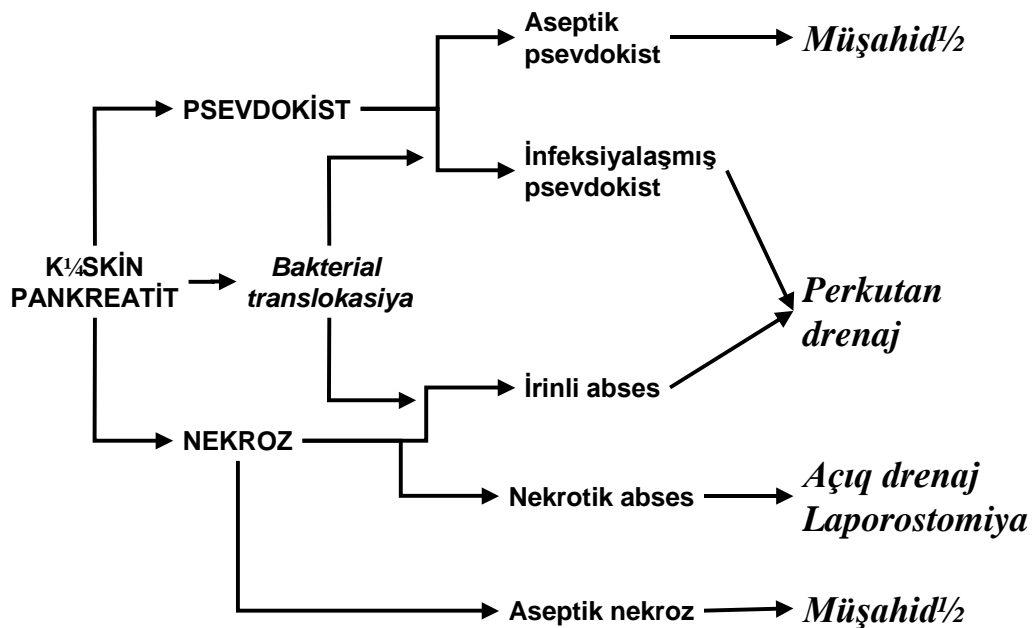 Aseptik
psevdokist
Müşahid½
PSEVDOKİST
İnfeksiyalaşmış
psevdokist
K¼SKİN
PANKREATİT
Bakterial
translokasiya
Perkutan
drenaj
İrinli abses
NEKROZ
Nekrotik abses
Açıq drenaj
Laporostomiya
Aseptik nekroz
Müşahid½